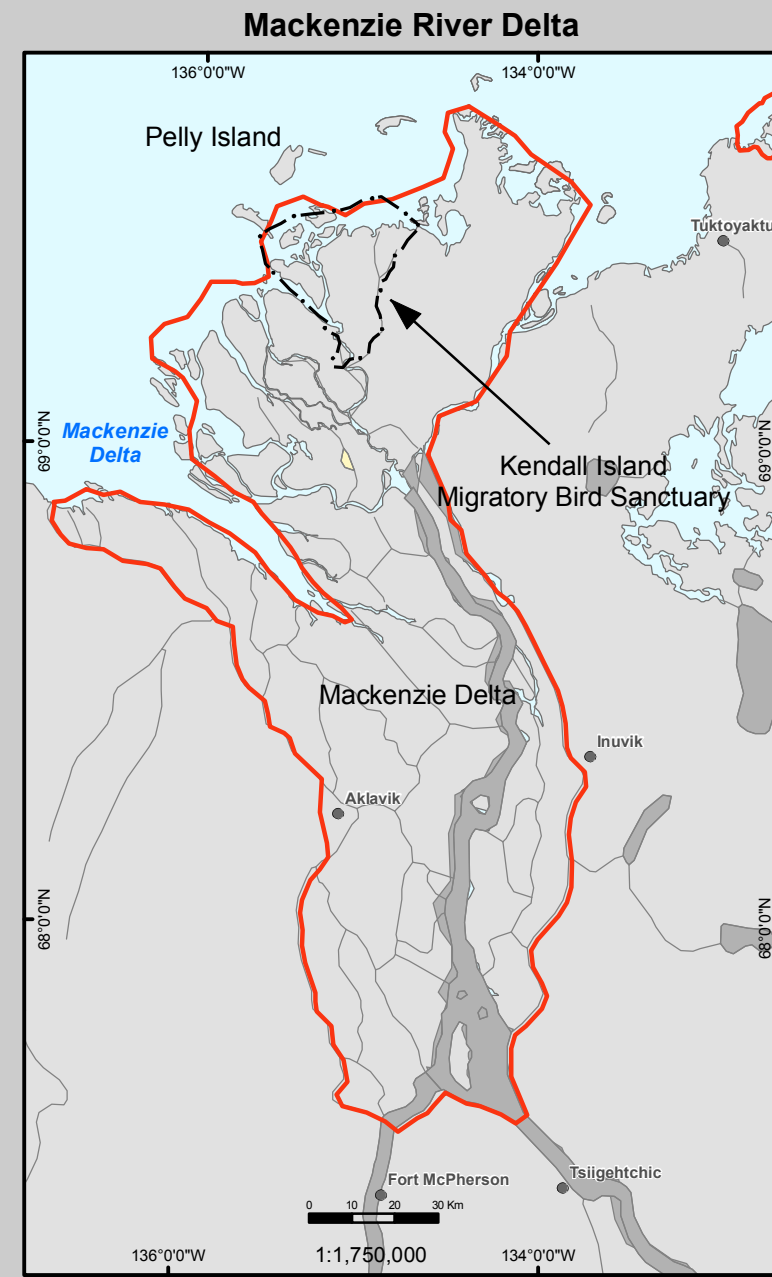 Mackenzie River Delta
136°0'0"W
134°0'0"W
Pelly Island
Tuktoyaktu
Mackenzie
Delta
69°0'0"N
69°0'0"N
Kendall Island
Migratory Bird Sanctuary
Mackenzie Delta
Inuvik
Aklavik
68°0'0"N
68°0'0"N
Fort McPherson
Tsiigehtchic
0 10 20 30 Km
136°0'0"W
1:1,750,000
134°0'0"W